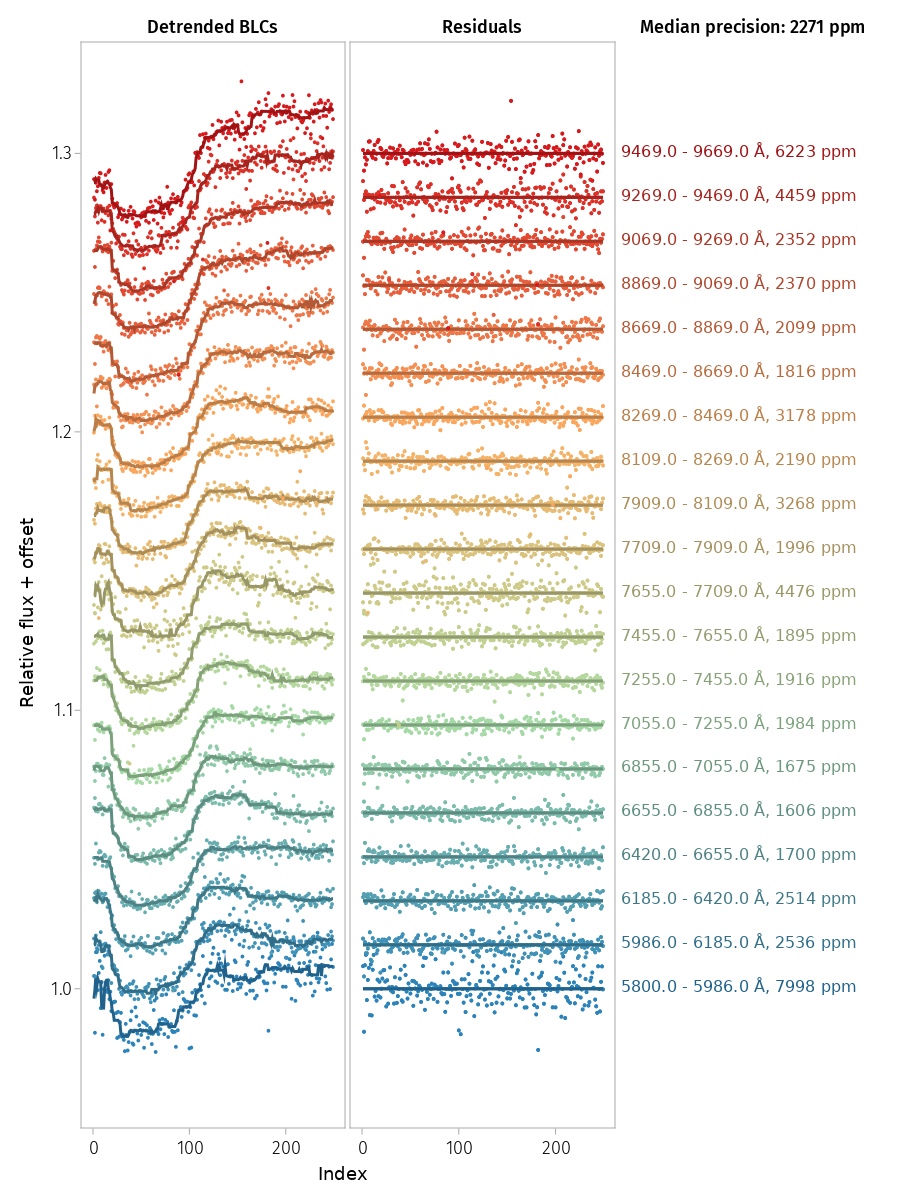 Detrended BLCs
Residuals
Median precision: 2271 ppm
Relative flux + offset
1.3
1.2
1.1
1.0
9469.0 - 9669.0 Å, 6223 ppm
9269.0 - 9469.0 Å, 4459 ppm
9069.0 - 9269.0 Å, 2352 ppm
8869.0 - 9069.0 Å, 2370 ppm
8669.0 - 8869.0 Å, 2099 ppm
8469.0 - 8669.0 Å, 1816 ppm
8269.0 - 8469.0 Å, 3178 ppm
8109.0 - 8269.0 Å, 2190 ppm
7909.0 - 8109.0 Å, 3268 ppm
7709.0 - 7909.0 Å, 1996 ppm
7655.0 - 7709.0 Å, 4476 ppm
7455.0 - 7655.0 Å, 1895 ppm
7255.0 - 7455.0 Å, 1916 ppm
7055.0 - 7255.0 Å, 1984 ppm
6855.0 - 7055.0 Å, 1675 ppm
6655.0 - 6855.0 Å, 1606 ppm
6420.0 - 6655.0 Å, 1700 ppm
6185.0 - 6420.0 Å, 2514 ppm
5986.0 - 6185.0 Å, 2536 ppm
5800.0 - 5986.0 Å, 7998 ppm
0 100 200
0 100 200
Index